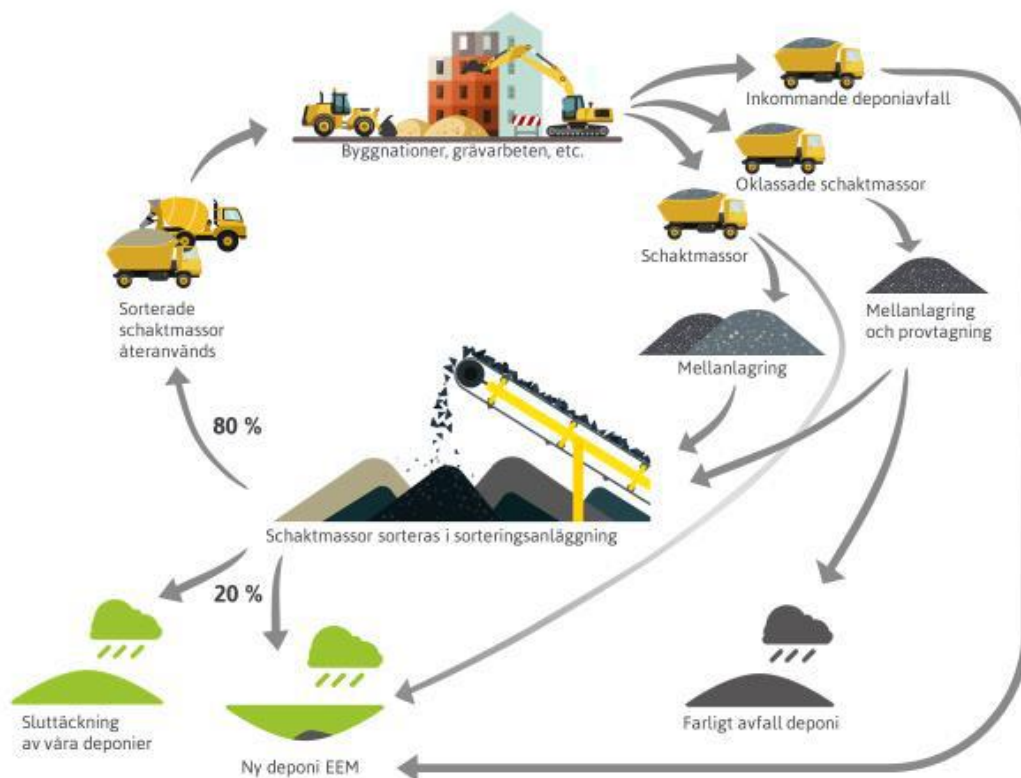 Inkommande deponiavfall
Byggnationer, grävarbeten, etc.
Oklassade schaktmassor
Schaktmassor
Sorterade
schaktmassor
återanvänds
Mellanlagring
och provtagning
Mellanlagring
80 %
Schaktmassor sorteras i sorteringsanläggning
20 %
Sluttäckning
av våra deponier
Farligt avfall deponi
Ny deponi EEM